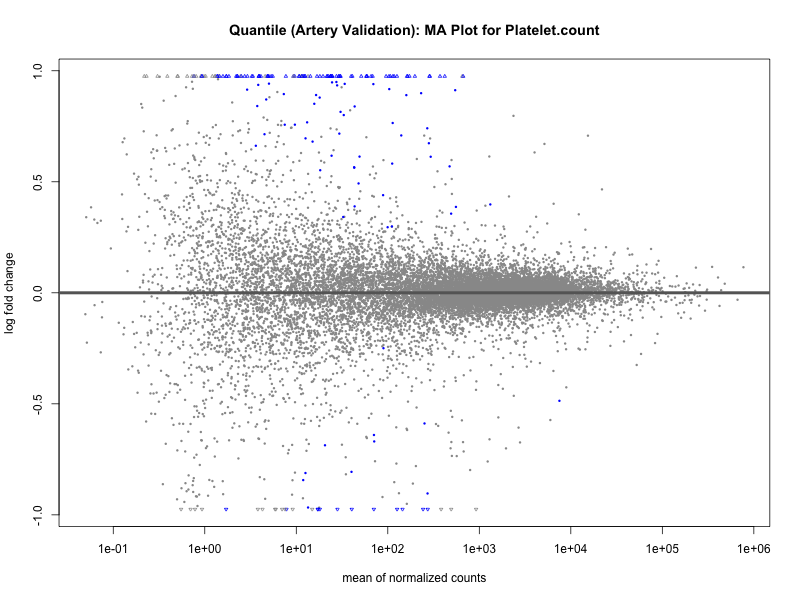 Quantile (Artery Validation): MA Plot for Platelet.count
1.0
0.5
0.0
-0.5
-1.0
log fold change
1e-01 1e+00 1e+01 1e+02 1e+03 1e+04 1e+05 1e+06
mean of normalized counts